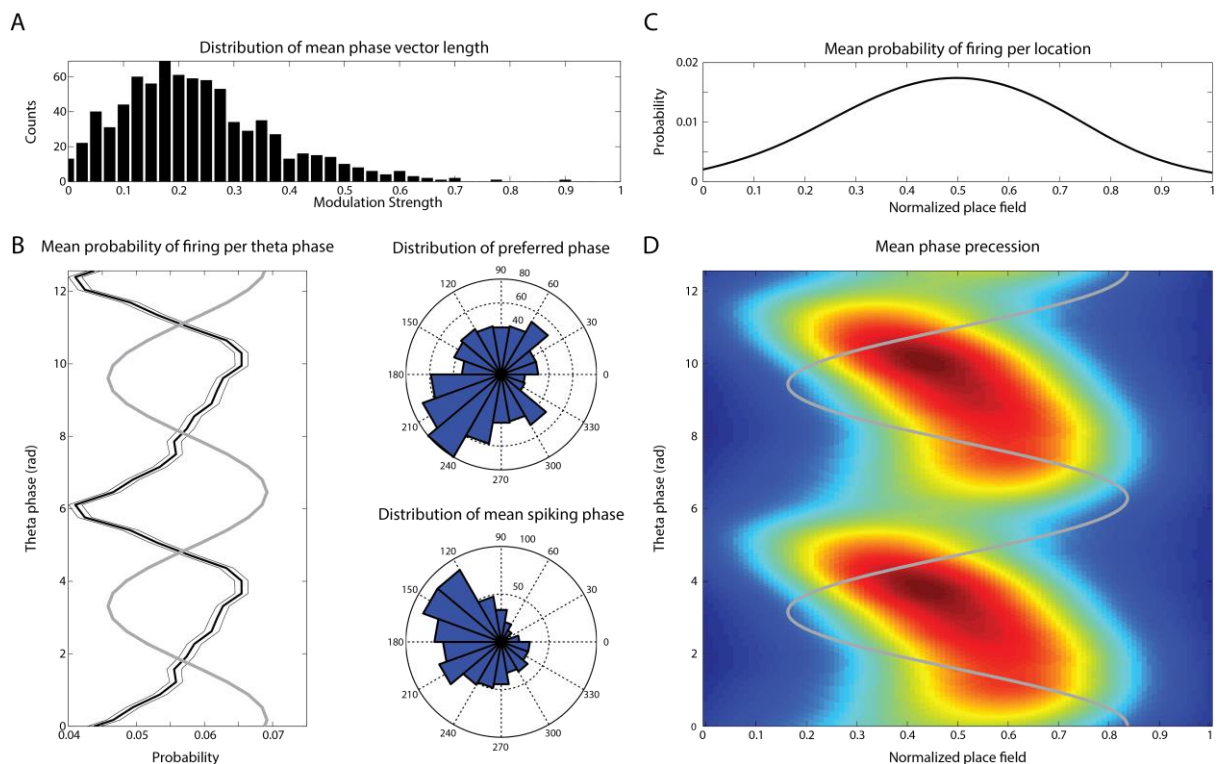 A
Distribution of mean phase vector length
60
40
20
0
Counts
0 0.1 0.2 0.3 0.4 0.5 0.6 0.7 0.8 0.9 1
Modulation Strength
C
Mean probability of firing per location
0.02
0.01
0
Probability
0 0.1 0.2 0.3 0.4 0.5 0.6 0.7 0.8 0.9 1
Normalized place field
B
Mean probability of firing per theta phase
12
10
8
6
4
2
0
Theta phase (rad)
0.04 0.05 0.06 0.07
Probability
Distribution of preferred phase
90
80
120 60
60
40
150 30
180 0
210 330
240 300
270
Distribution of mean spiking phase
90
100
120 60
50
150 30
180 0
210 330
240 300
270
D
Mean phase precession
12
10
8
6
4
2
0
Theta phase (rad)
0 0.1 0.2 0.3 0.4 0.5 0.6 0.7 0.8 0.9 1
Normalized place field